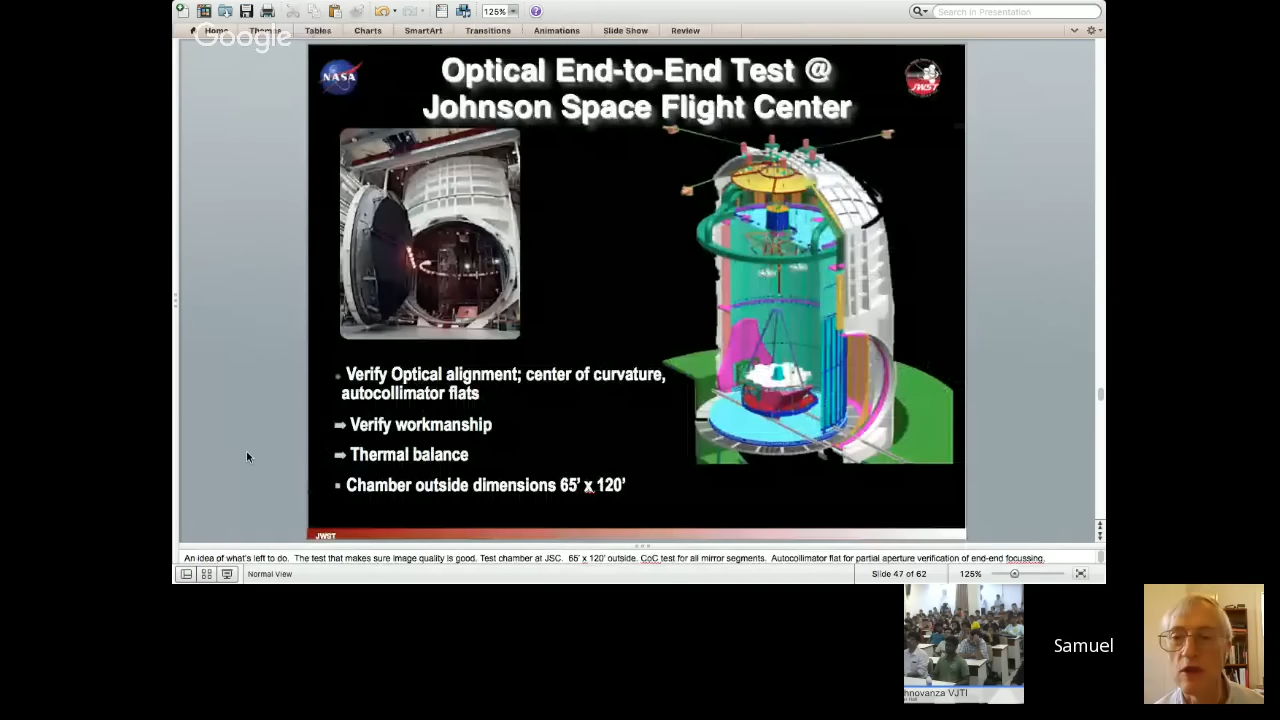 125%
Search in Presentation
Home Themes Tables Charts SmartArt Transitions Animations Slide Show Review
Google
NASA
Optical End-to-End Test @
Johnson Space Flight Center
JWST
Verify Optical alignment; center of curvature,
autocollimator flats
Verify workmanship
Thermal balance
Chamber outside dimensions 65' x 120'
JWST
An idea of what's left to do. The test that makes sure image quality is good. Test chamber at JSC. 65' x 120' outside. CoC test for all mirror segments. Autocollimator flat for partial aperture verification of end-end focussing.
Normal View
Slide 47 of 62
125%
Samuel
hnovanza VJTI